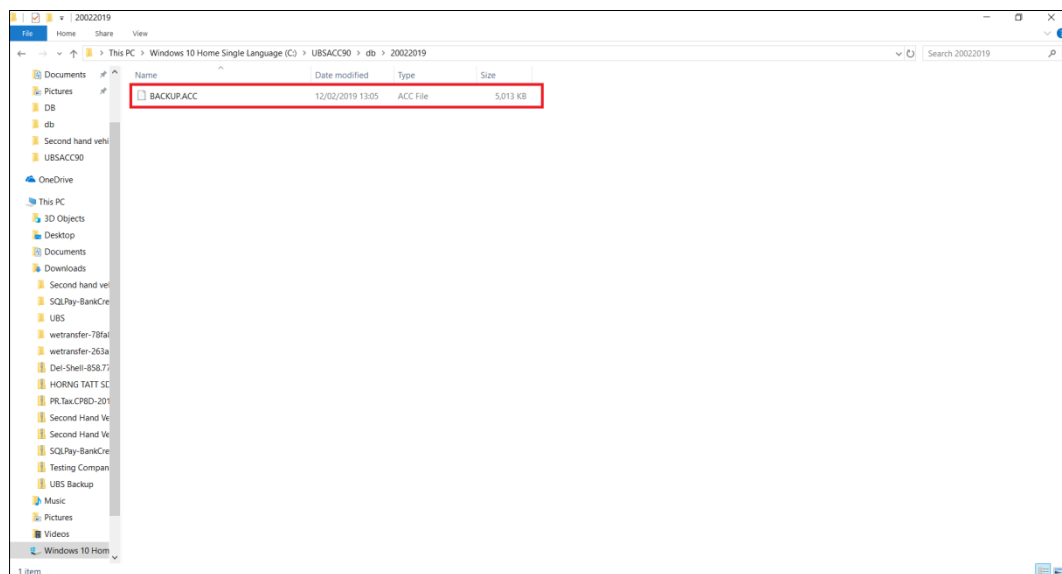 20022019
File Home Share View
> This PC > Windows 10 Home Single Language (C:) > UBSACC90 > db > 20022019
Search 20022019
Name Date modified Type Size
BACKUP.ACC 12/02/2019 13:05 ACC File 5,013 KB
Documents
Pictures
DB
db
Second hand vehi
UBSACC90
OneDrive
This PC
3D Objects
Desktop
Documents
Downloads
Second hand vel
SQLPay-BankCre
UBS
wetransfer-78fal
wetransfer-263a
Del-Shell-858.77
HORNG TATT SD
PR.Tax.CP8D-201
Second Hand Ve
Second Hand Ve
SQLPay-BankCre
Testing Compan
UBS Backup
Music
Pictures
Videos
Windows 10 Hom
1 item